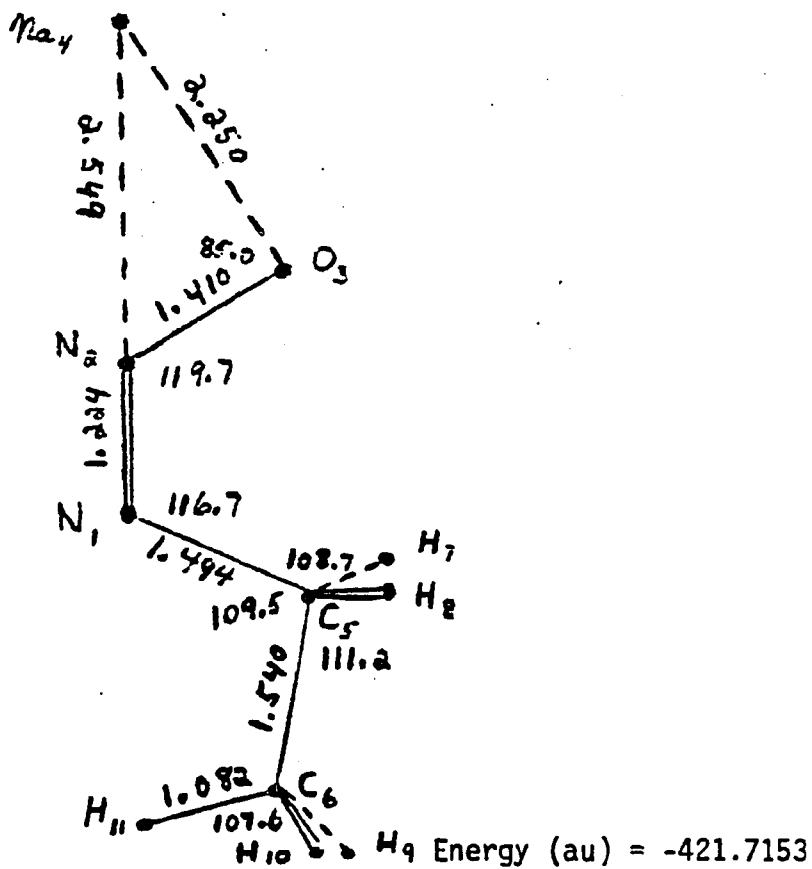 Na4
2.250
2.549
85.0
O3
1.410
N2
119.7
1.224
N1
116.7
1.494
108.7
H7
109.5
C5
H8
111.2
1.540
1.082
C6
H11
107.6
H10
H9 Energy (au) = -421.7153